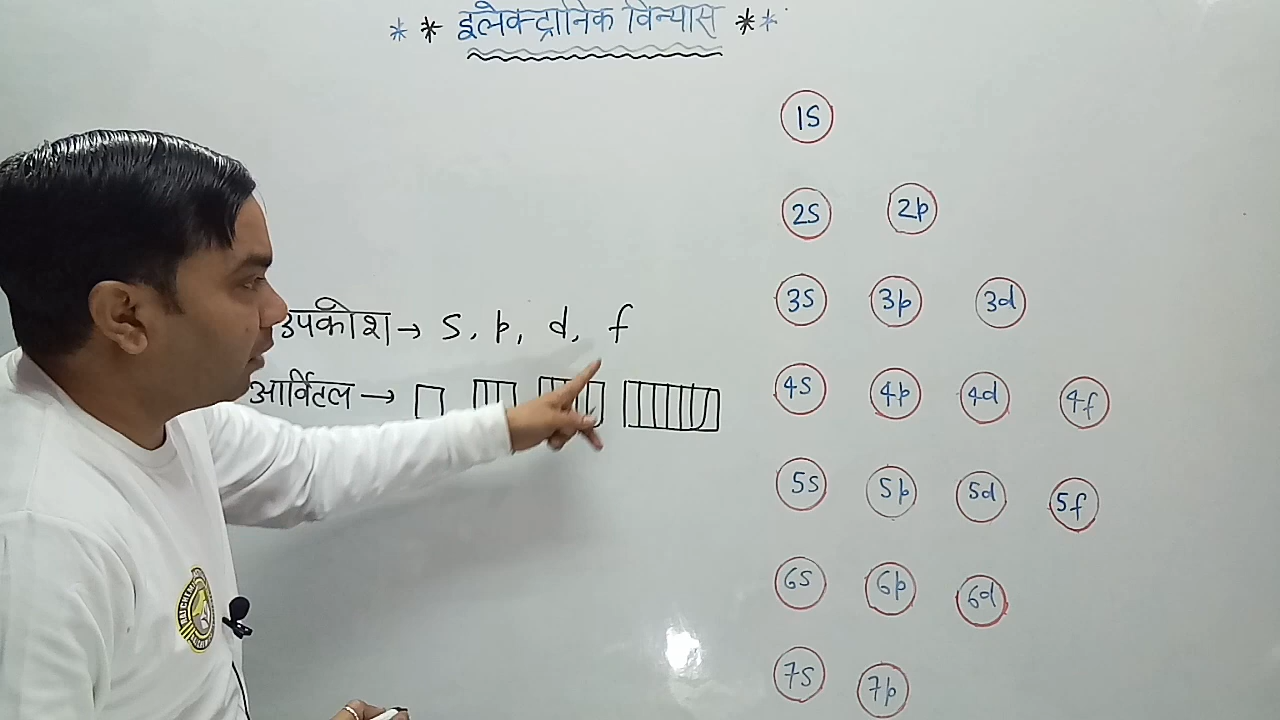 * * इलेक्ट्रानिक विन्यास * *
उपकोश → s, p, d, f
आर्विटल →
1S
2S 2p
3S 3p 3d
4S 4p 4d 4f
5S 5p 5d 5f
6S 6p 6d
7S 7p